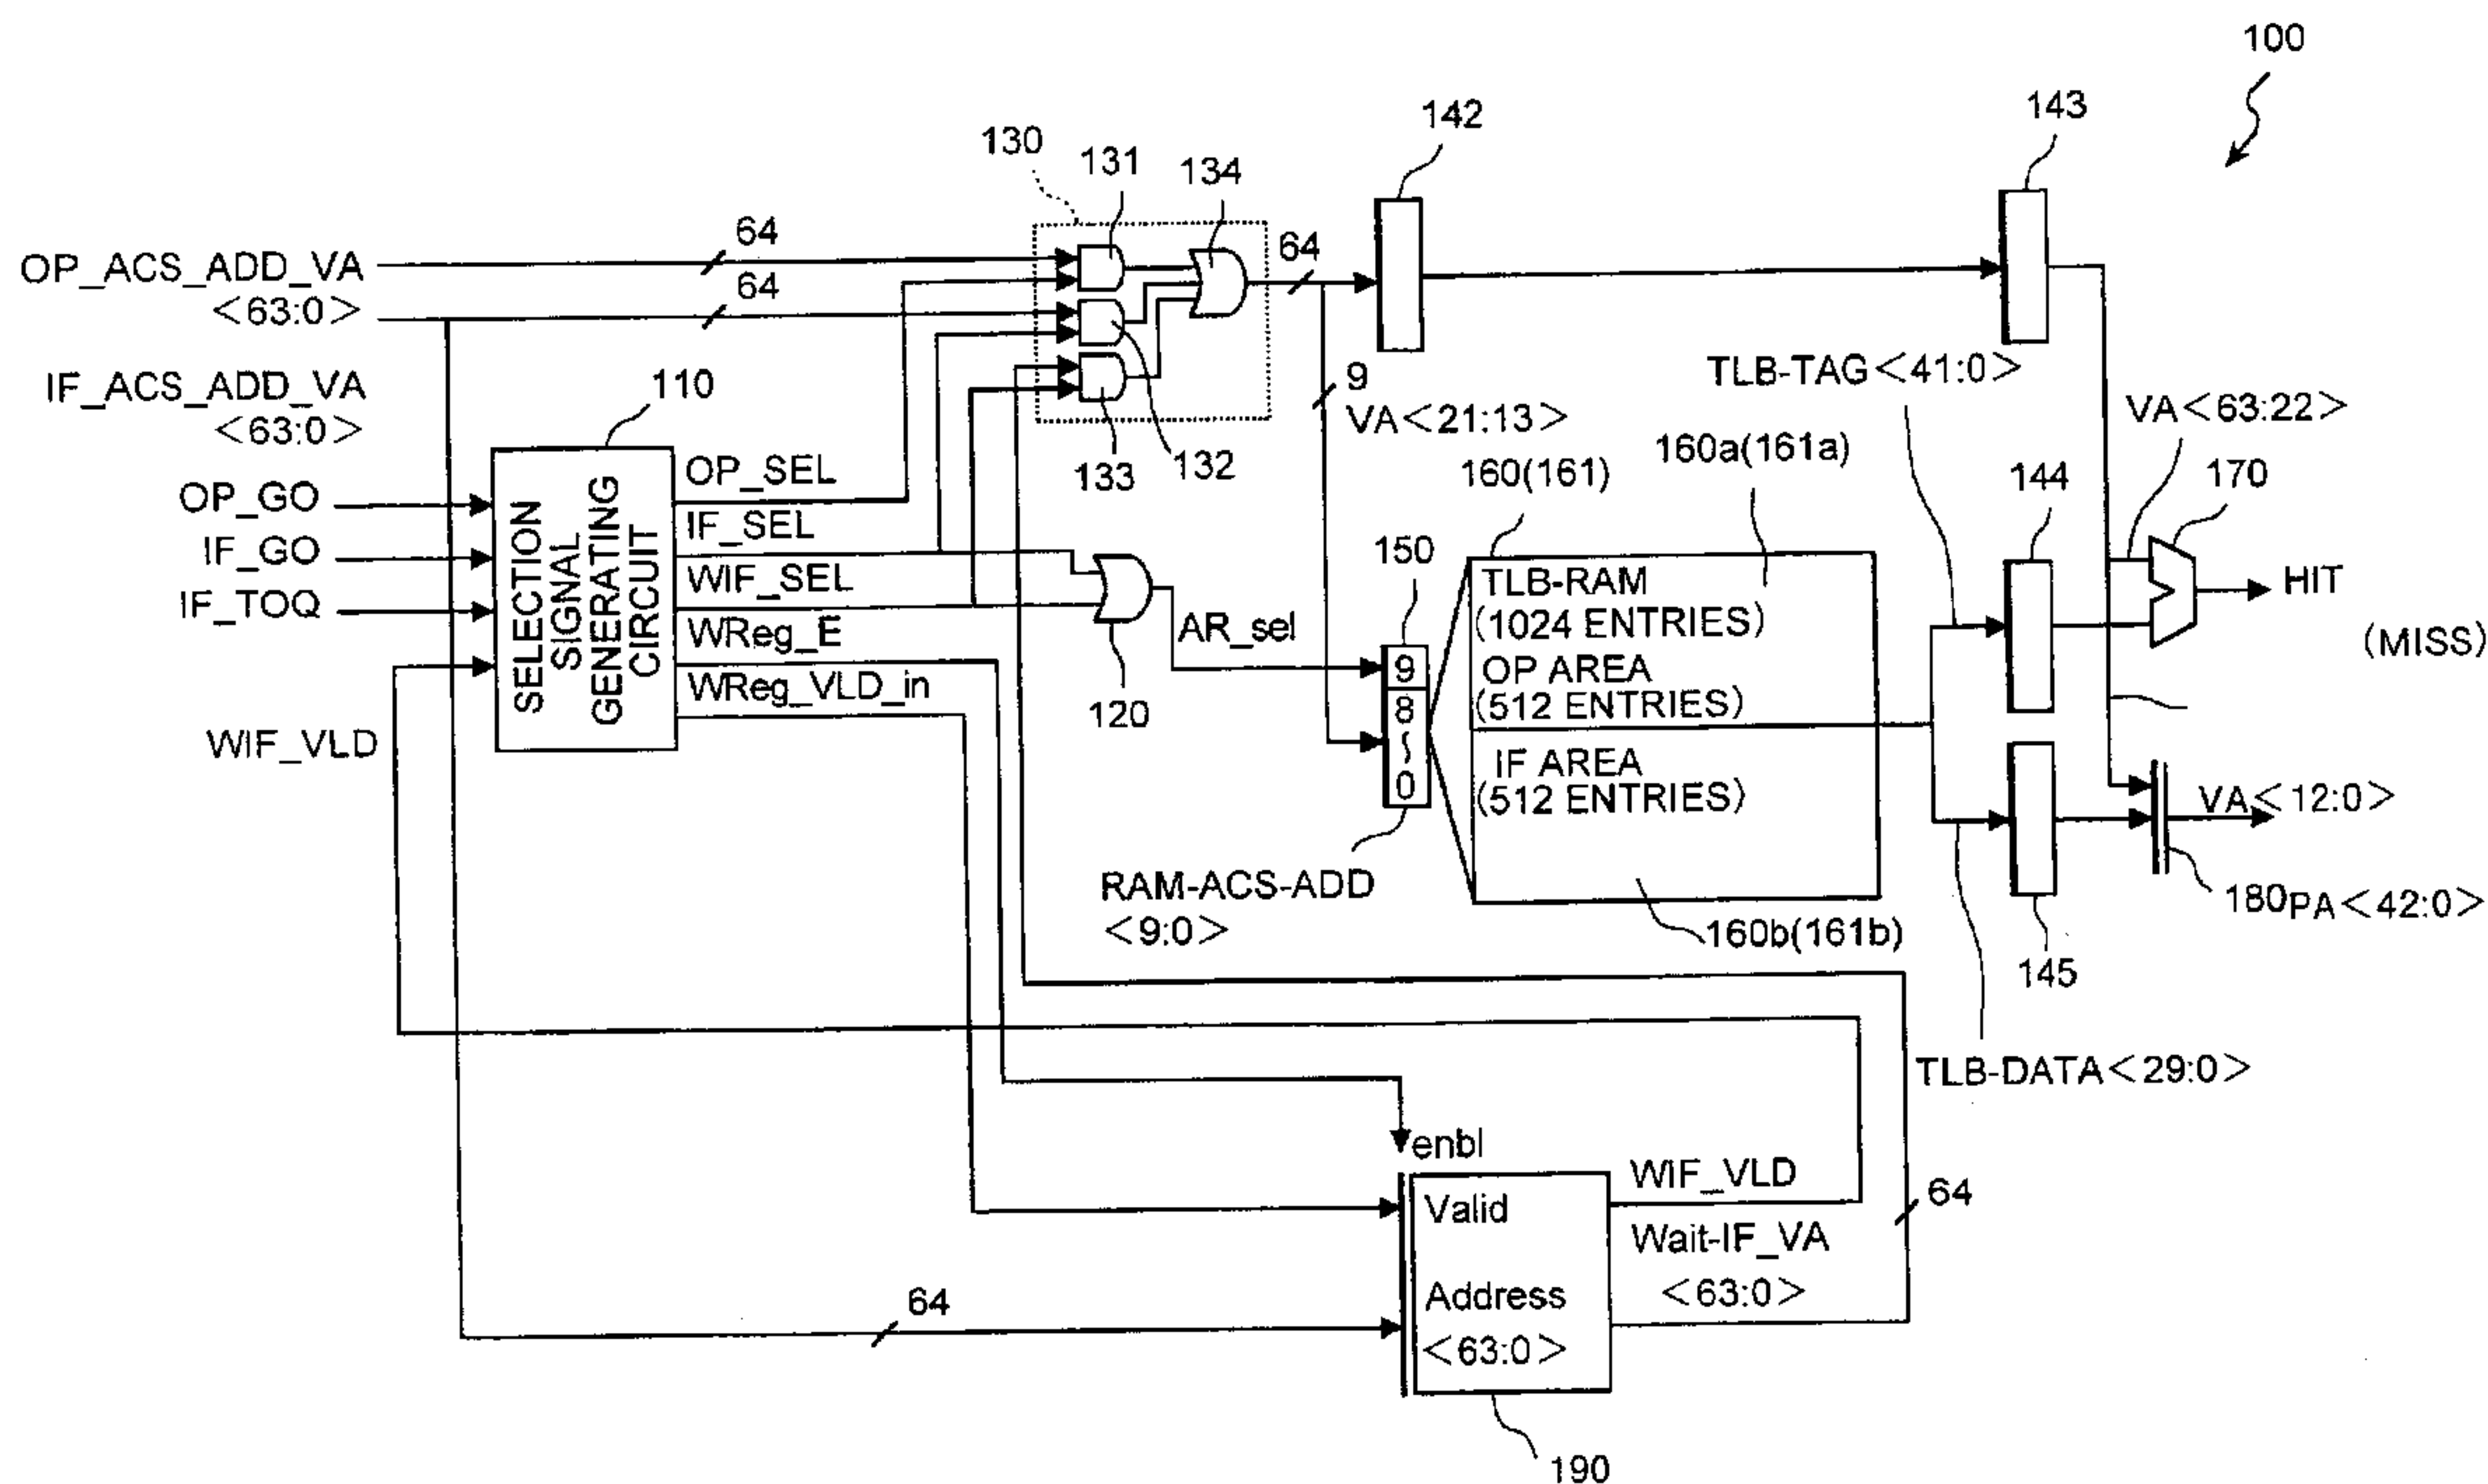 100
142
143
130
131
134
64
OP_ACS_ADD_VA
<63:0>
64
64
IF_ACS_ADD_VA
<63:0>
110
133
132
9
VA<21:13>
TLB-TAG<41:0>
VA<63:22>
160(161)
160a(161a)
144
170
OP_GO
IF_GO
IF_TOQ
WIF_VLD
SELECTION
SIGNAL
GENERATING
CIRCUIT
OP_SEL
IF_SEL
WIF_SEL
WReg_E
WReg_VLD_in
120
AR_sel
150
9
8
~
0
TLB-RAM
(1024 ENTRIES)
OP AREA
(512 ENTRIES)
IF AREA
(512 ENTRIES)
HIT
(MISS)
VA<12:0>
180
PA<42:0>
RAM-ACS-ADD
<9:0>
160b(161b)
145
TLB-DATA<29:0>
enbl
Valid
Address
<63:0>
WIF_VLD
Wait-IF_VA
<63:0>
64
64
190